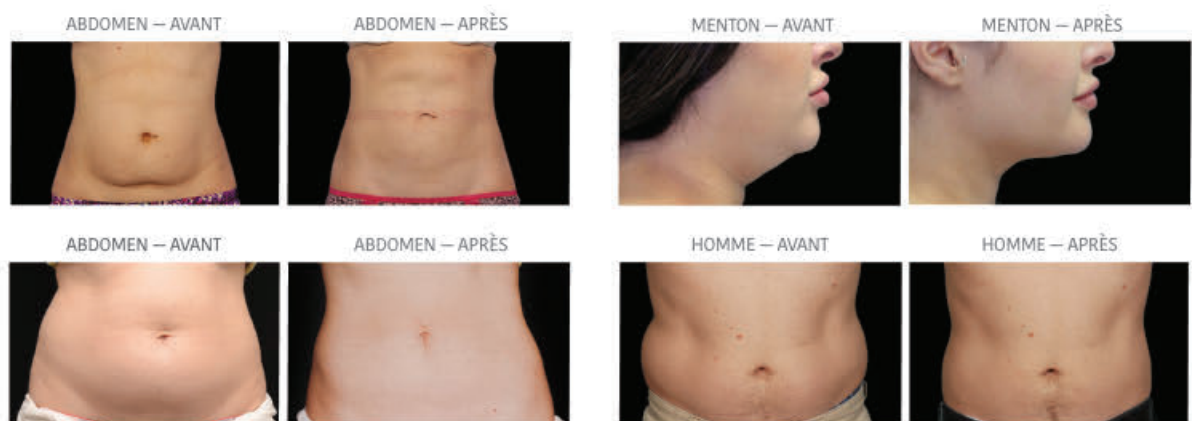 ABDOMEN — AVANT
ABDOMEN — APRÈS
MENTON — AVANT
MENTON — APRÈS
ABDOMEN — AVANT
ABDOMEN — APRÈS
HOMME — AVANT
HOMME — APRÈS